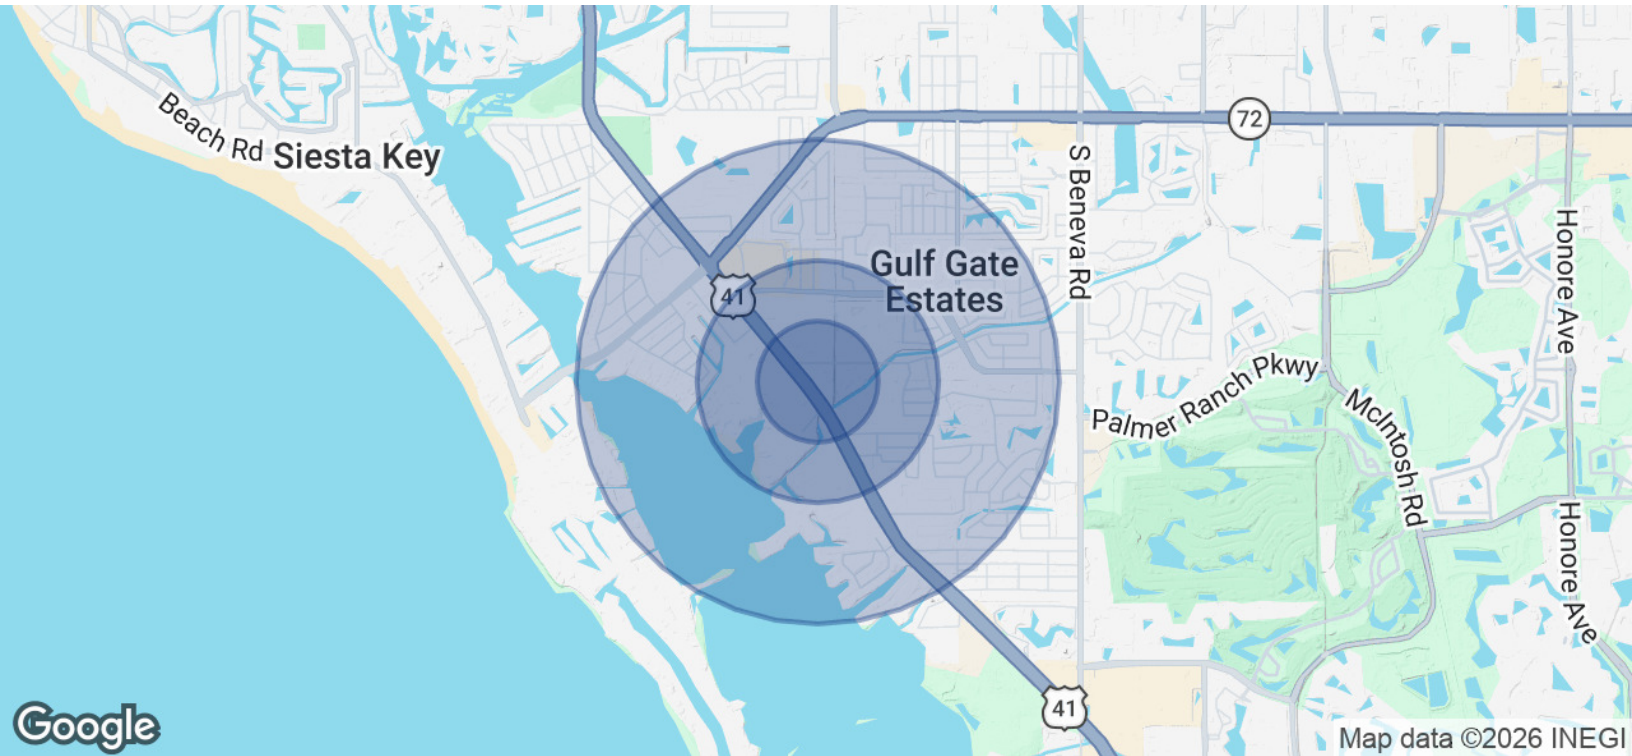 Beach Rd
Siesta Key
72
S Beneva Rd
Honore Ave
Gulf Gate
Estates
41
Palmer Ranch Pkwy
McIntosh Rd
Honore Ave
41
Google
Map data ©2026 INEGI